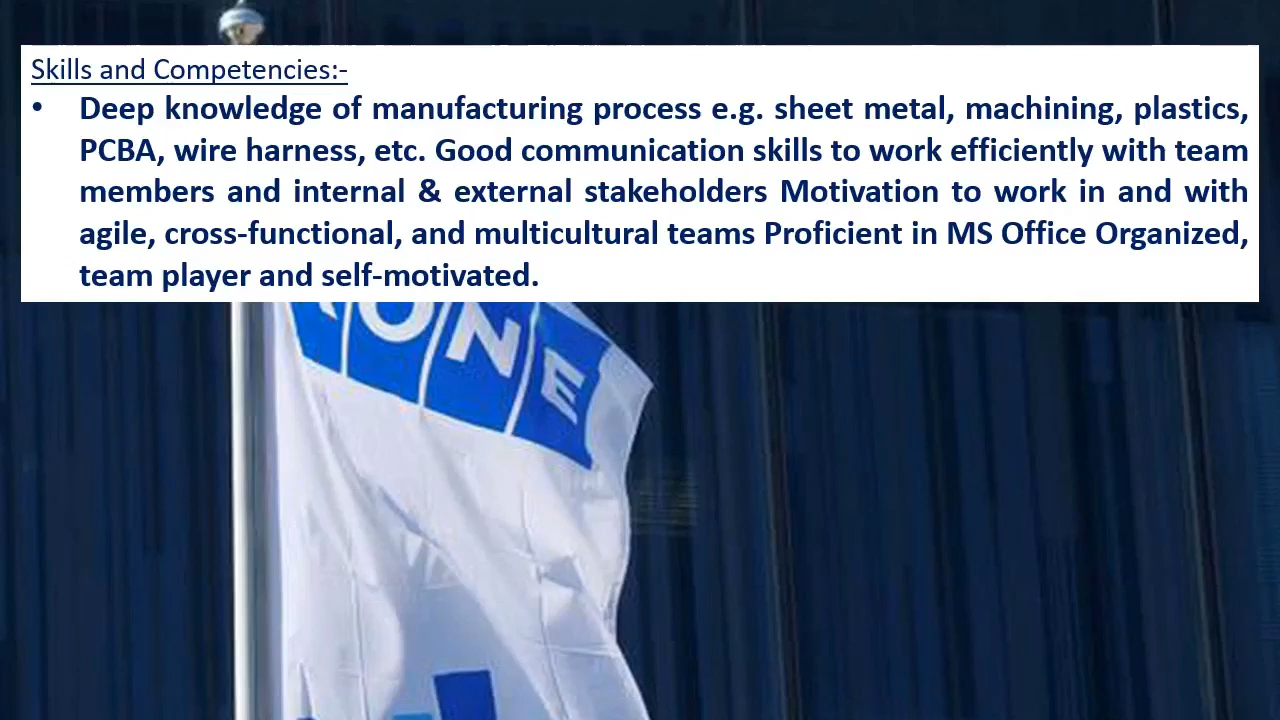 Skills and Competencies:-
• Deep knowledge of manufacturing process e.g. sheet metal, machining, plastics,
PCBA, wire harness, etc. Good communication skills to work efficiently with team
members and internal & external stakeholders Motivation to work in and with
agile, cross-functional, and multicultural teams Proficient in MS Office Organized,
team player and self-motivated.
ONE